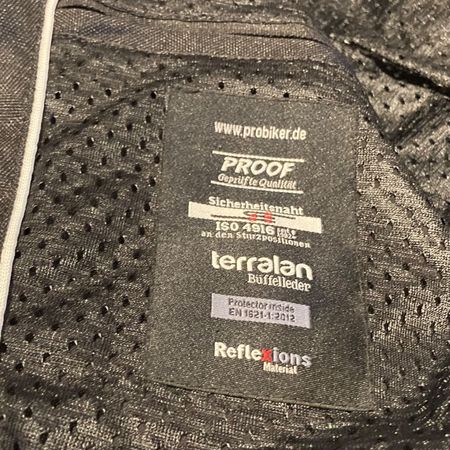 www.probiker.de
PROOF
Geprüfte Qualität
Sicherheitsnaht
ISO 4916
an den Sturzpositionen
terralan
Büffelleder
Protector inside
EN 1621-1:2012
Reflexions
Material